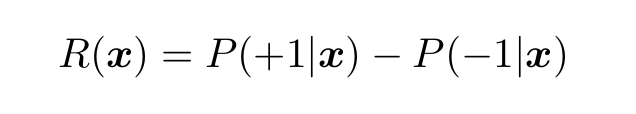 R(𝒙) = P(+1|𝒙) − P(−1|𝒙)